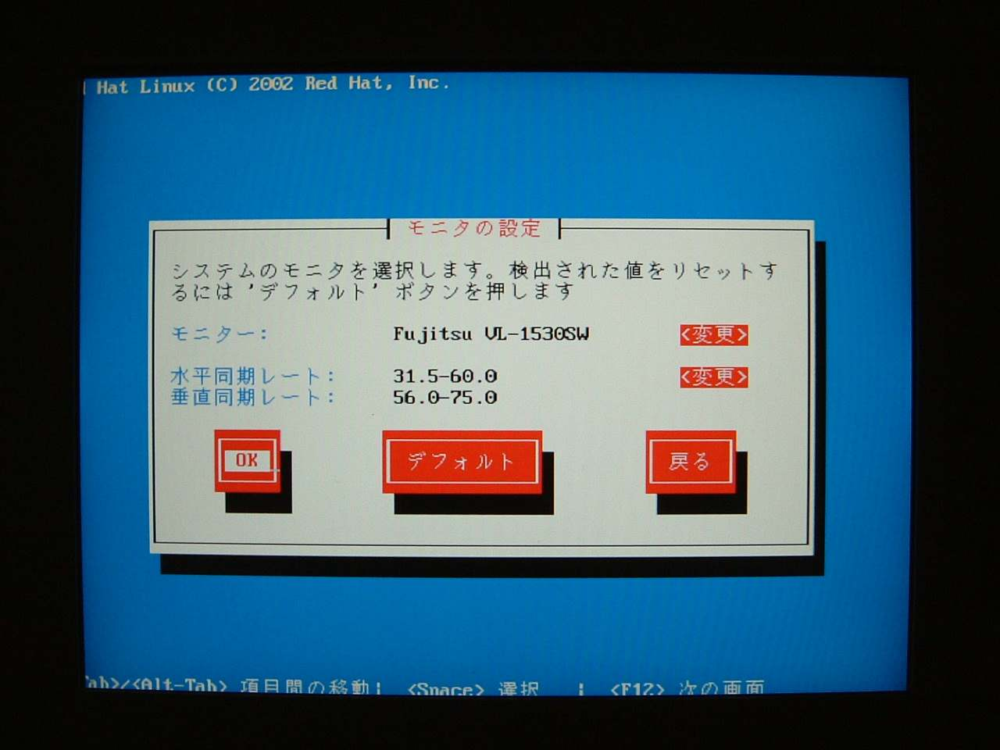 Hat Linux (C) 2002 Red Hat, Inc.
モニタの設定
システムのモニタを選択します。検出された値をリセットす
るには 'デフォルト' ボタンを押します
モニター: Fujitsu VL-1530SW <変更>
水平同期レート: 31.5-60.0 <変更>
垂直同期レート: 56.0-75.0
OK デフォルト 戻る
Tab>/<Alt-Tab> 項目間の移動 | <Space> 選択 | <F12> 次の画面